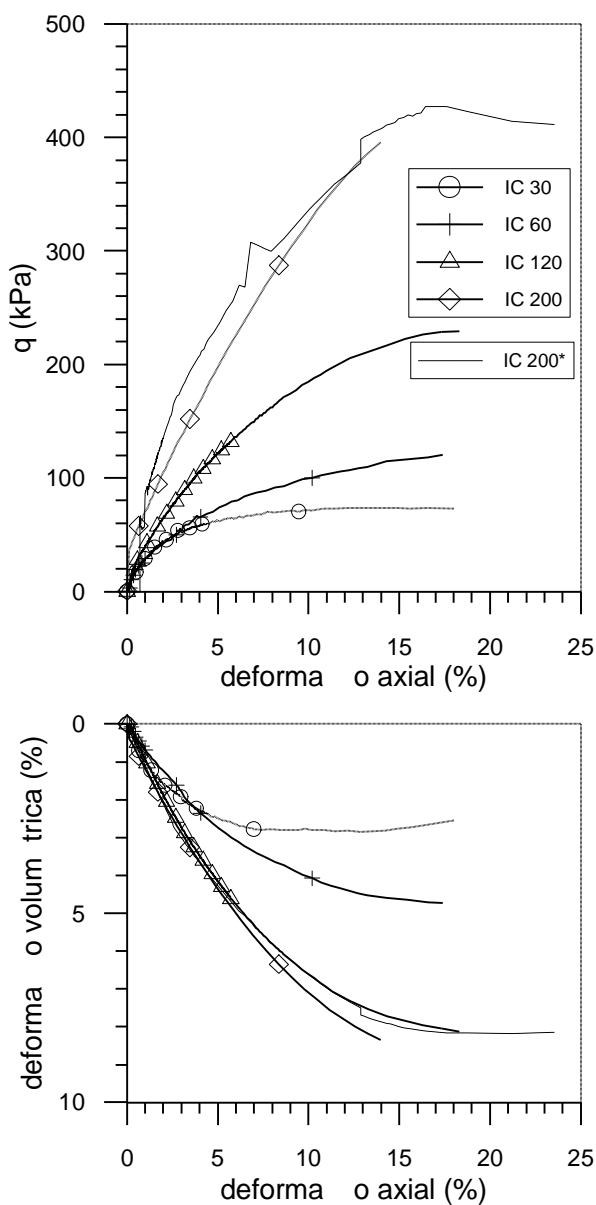 500
400
300
200
100
0
q (kPa)
IC 30
IC 60
IC 120
IC 200
IC 200*
0 5 10 15 20 25
deforma o axial (%)
0
5
10
deforma o volum trica (%)
0 5 10 15 20 25
deforma o axial (%)